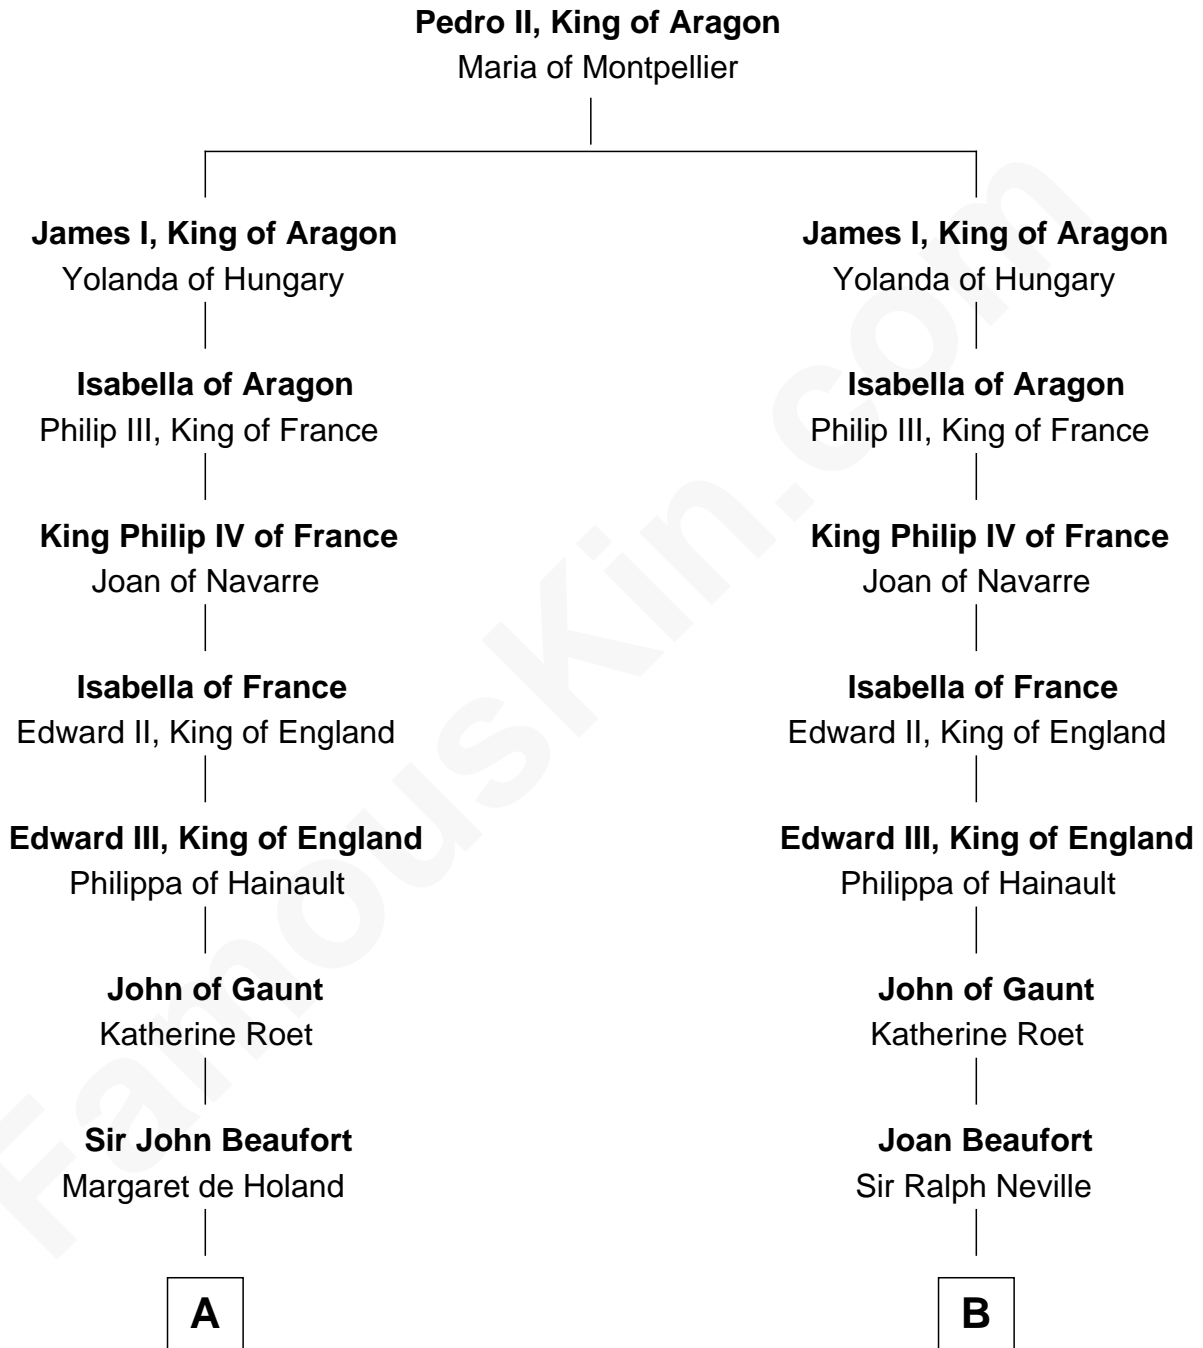 Pedro II, King of Aragon
Maria of Montpellier
James I, King of Aragon
Yolanda of Hungary
Isabella of Aragon
Philip III, King of France
King Philip IV of France
Joan of Navarre
Isabella of France
Edward II, King of England
Edward III, King of England
Philippa of Hainault
John of Gaunt
Katherine Roet
Sir John Beaufort
Margaret de Holand
A
James I, King of Aragon
Yolanda of Hungary
Isabella of Aragon
Philip III, King of France
King Philip IV of France
Joan of Navarre
Isabella of France
Edward II, King of England
Edward III, King of England
Philippa of Hainault
John of Gaunt
Katherine Roet
Joan Beaufort
Sir Ralph Neville
B
FamousKin.com